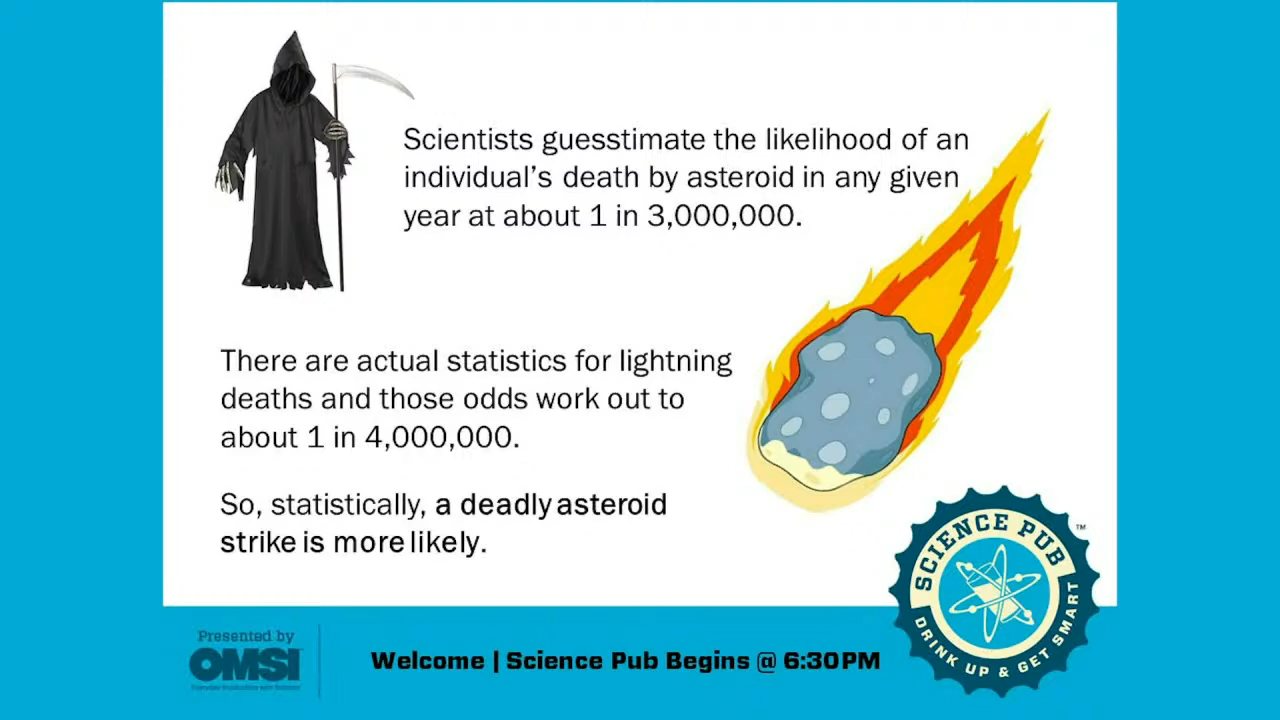 Scientists guesstimate the likelihood of an
individual's death by asteroid in any given
year at about 1 in 3,000,000.
There are actual statistics for lightning
deaths and those odds work out to
about 1 in 4,000,000.
So, statistically, a deadly asteroid
strike is more likely.
SCIENCE PUB
™
DRINK UP & GET SMART
Presented by
OMSI
Welcome | Science Pub Begins @ 6:30PM